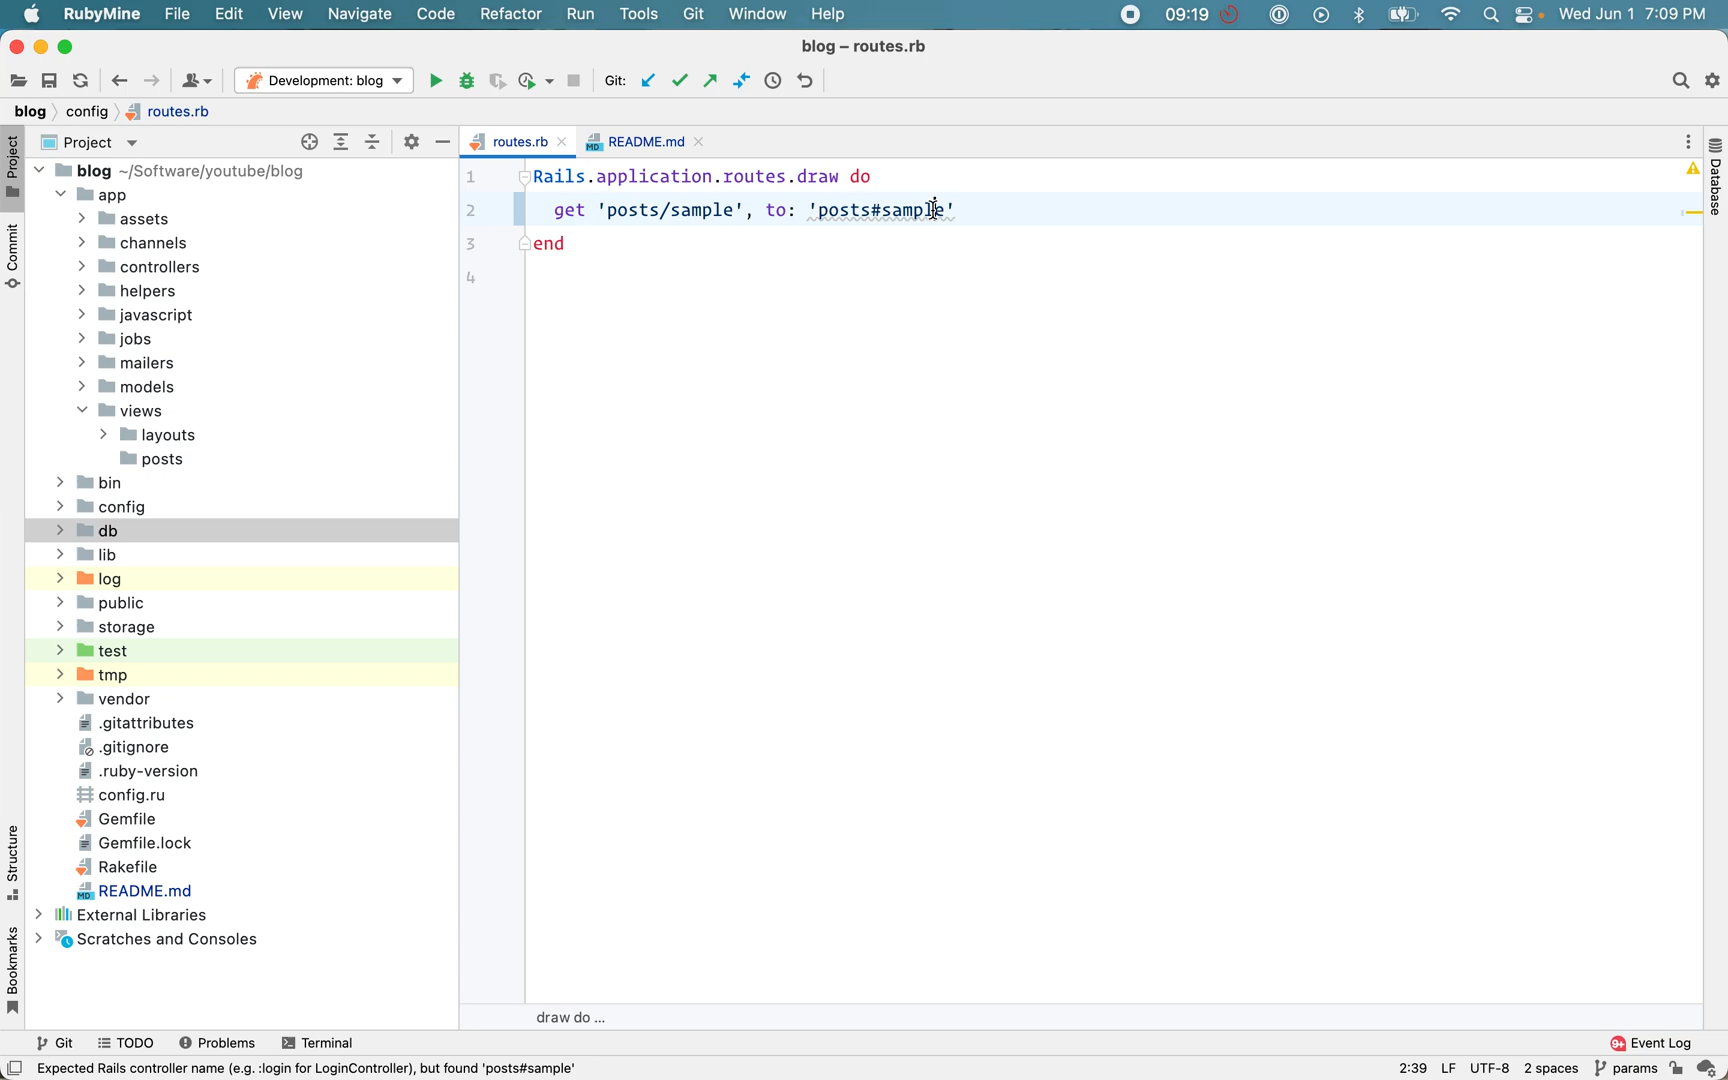 RubyMine File Edit View Navigate Code Refactor Run Tools Git Window Help 09:19 Wed Jun 1 7:09 PM
blog – routes.rb
Development: blog Git:
blog config routes.rb
Project Project routes.rb README.md
Database
Commit
Structure
Bookmarks
blog ~/Software/youtube/blog
app
assets
channels
controllers
helpers
javascript
jobs
mailers
models
views
layouts
posts
bin
config
db
lib
log
public
storage
test
tmp
vendor
.gitattributes
.gitignore
.ruby-version
config.ru
Gemfile
Gemfile.lock
Rakefile
MD README.md
External Libraries
Scratches and Consoles
1 Rails.application.routes.draw do
2 get 'posts/sample', to: 'posts#sample'
3 end
4
draw do ...
Git TODO Problems Terminal 9+ Event Log
Expected Rails controller name (e.g. :login for LoginController), but found 'posts#sample' 2:39 LF UTF-8 2 spaces params